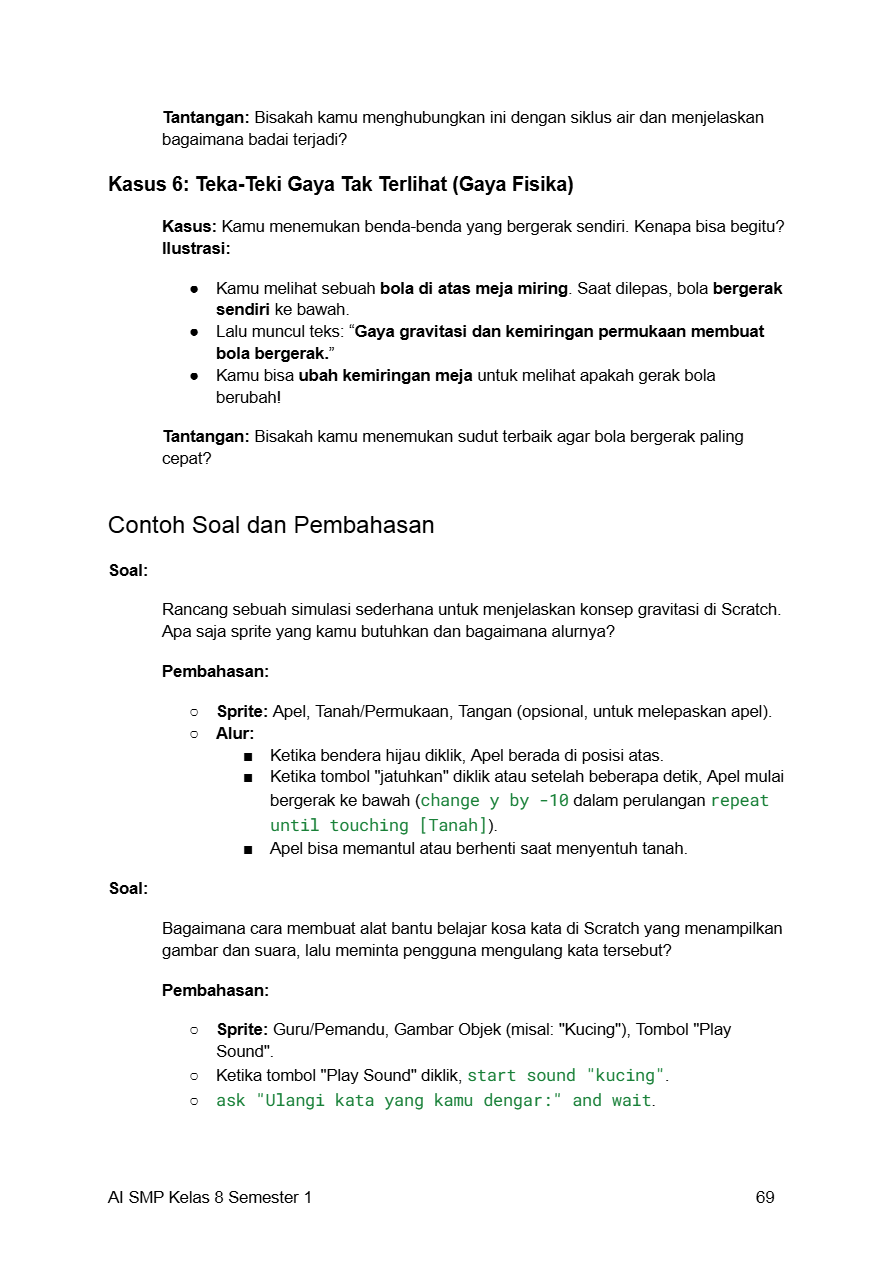 Tantangan: Bisakah kamu menghubungkan ini dengan siklus air dan menjelaskan
bagaimana badai terjadi?
Kasus 6: Teka-Teki Gaya Tak Terlihat (Gaya Fisika)
Kasus: Kamu menemukan benda-benda yang bergerak sendiri. Kenapa bisa begitu?
Ilustrasi:
● Kamu melihat sebuah bola di atas meja miring. Saat dilepas, bola bergerak
sendiri ke bawah.
● Lalu muncul teks: “Gaya gravitasi dan kemiringan permukaan membuat
bola bergerak.”
● Kamu bisa ubah kemiringan meja untuk melihat apakah gerak bola
berubah!
Tantangan: Bisakah kamu menemukan sudut terbaik agar bola bergerak paling
cepat?
Contoh Soal dan Pembahasan
Soal:
Rancang sebuah simulasi sederhana untuk menjelaskan konsep gravitasi di Scratch.
Apa saja sprite yang kamu butuhkan dan bagaimana alurnya?
Pembahasan:
○ Sprite: Apel, Tanah/Permukaan, Tangan (opsional, untuk melepaskan apel).
○ Alur:
■ Ketika bendera hijau diklik, Apel berada di posisi atas.
■ Ketika tombol "jatuhkan" diklik atau setelah beberapa detik, Apel mulai
bergerak ke bawah (change y by -10 dalam perulangan repeat
until touching [Tanah]).
■ Apel bisa memantul atau berhenti saat menyentuh tanah.
Soal:
Bagaimana cara membuat alat bantu belajar kosa kata di Scratch yang menampilkan
gambar dan suara, lalu meminta pengguna mengulang kata tersebut?
Pembahasan:
○ Sprite: Guru/Pemandu, Gambar Objek (misal: "Kucing"), Tombol "Play
Sound".
○ Ketika tombol "Play Sound" diklik, start sound "kucing".
○ ask "Ulangi kata yang kamu dengar:" and wait.
AI SMP Kelas 8 Semester 1 69